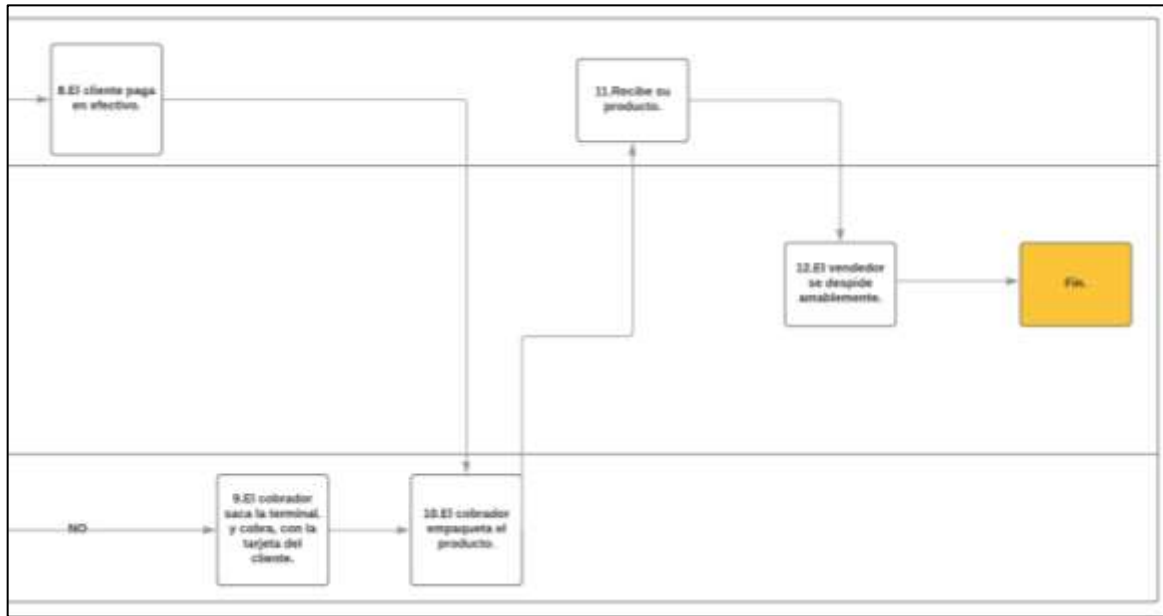 8.El cliente paga
en efectivo.
11.Recibe su
producto.
12.El vendedor
se despide
amablemente.
Fin.
NO
9.El cobrador
saca la terminal,
y cobra, con la
tarjeta del
cliente.
10.El cobrador
empaqueta el
producto.